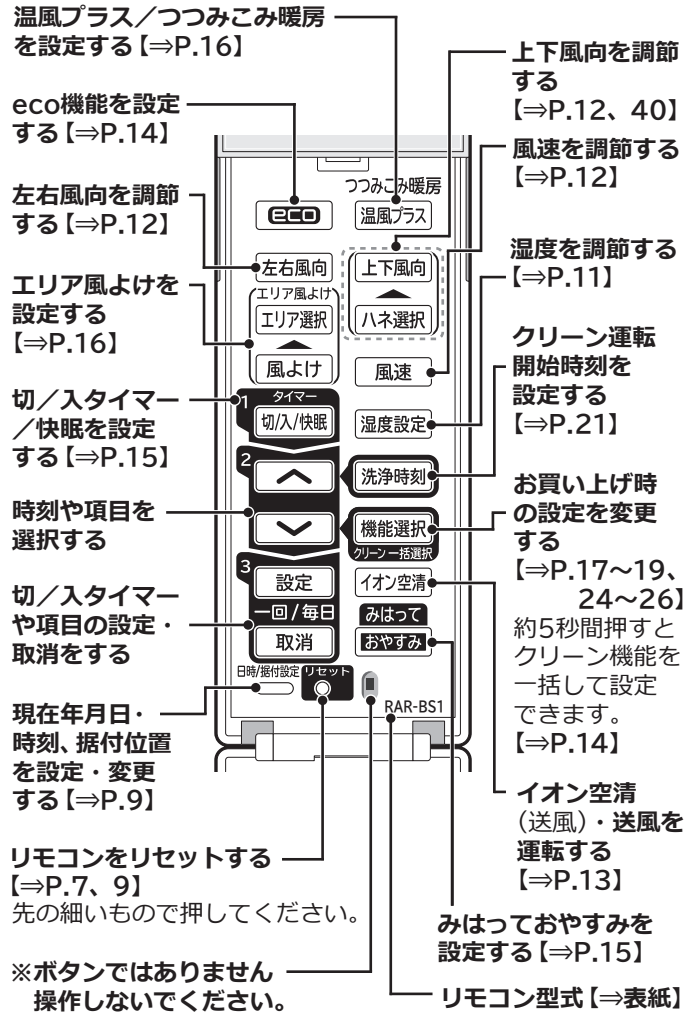 温風プラス／つつみこみ暖房
を設定する【⇒P.16】
eco機能を設定
する【⇒P.14】
左右風向を調節
する【⇒P.12】
エリア風よけを
設定する
【⇒P.16】
切／入タイマー
／快眠を設定
する【⇒P.15】
時刻や項目を
選択する
切／入タイマー
や項目の設定・
取消をする
現在年月日・
時刻、据付位置
を設定・変更
する【⇒P.9】
リモコンをリセットする
【⇒P.7、9】
先の細いもので押してください。
※ボタンではありません
操作しないでください。
つつみこみ暖房
eco
温風プラス
左右風向
上下風向
エリア風よけ
エリア選択
ハネ選択
風よけ
風速
1
タイマー
切/入/快眠
湿度設定
2
洗浄時刻
機能選択
クリーン一括選択
3
設定
イオン空清
一回/毎日
みはって
取消
おやすみ
日時/据付設定
リセット
RAR-BS1
上下風向を調節
する
【⇒P.12、40】
風速を調節する
【⇒P.12】
湿度を調節する
【⇒P.11】
クリーン運転
開始時刻を
設定する
【⇒P.21】
お買い上げ時
の設定を変更
する
【⇒P.17～19、
24～26】
約5秒間押すと
クリーン機能を
一括して設定
できます。
【⇒P.14】
イオン空清
（送風）・送風を
運転する
【⇒P.13】
みはっておやすみを
設定する【⇒P.15】
リモコン型式【⇒表紙】